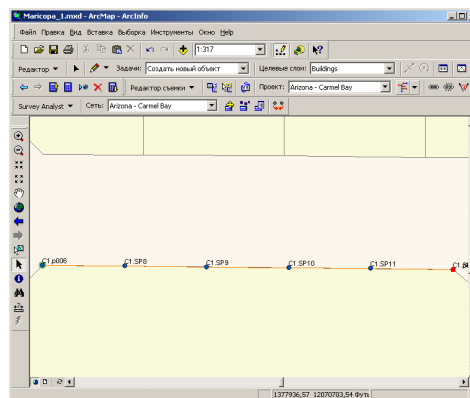 Maricopa_1.mxd - ArcMap - ArcInfo
Файл Правка Вид Вставка Выборка Инструменты Окно Help
1:317
Редактор Задачи: Создать новый объект Целевые слои: Buildings
Редактор съемки Проект: Arizona - Carmel Bay
Survey Analyst Сеть: Arizona - Carmel Bay
C1.p006 C1.SP8 C1.SP9 C1.SP10 C1.SP11
1377936,57 12070703,54 Футы